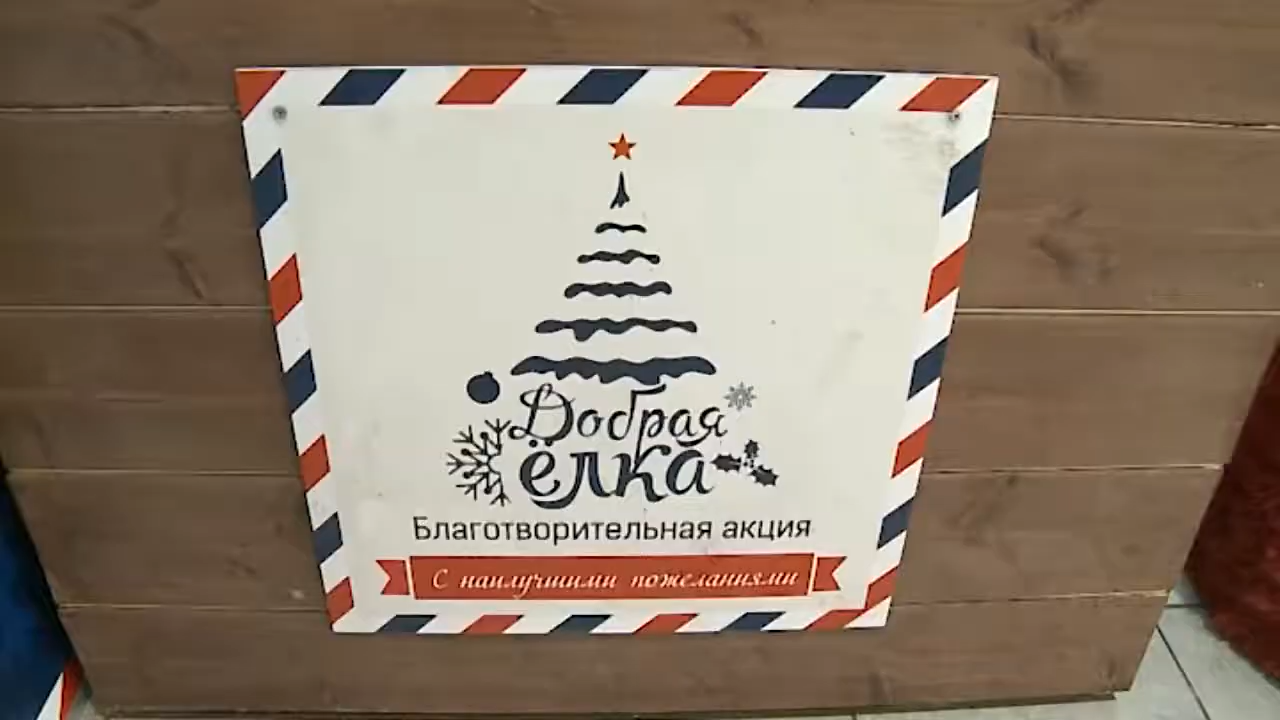 Добрая
ёлка
Благотворительная акция
С наилучшими пожеланиями